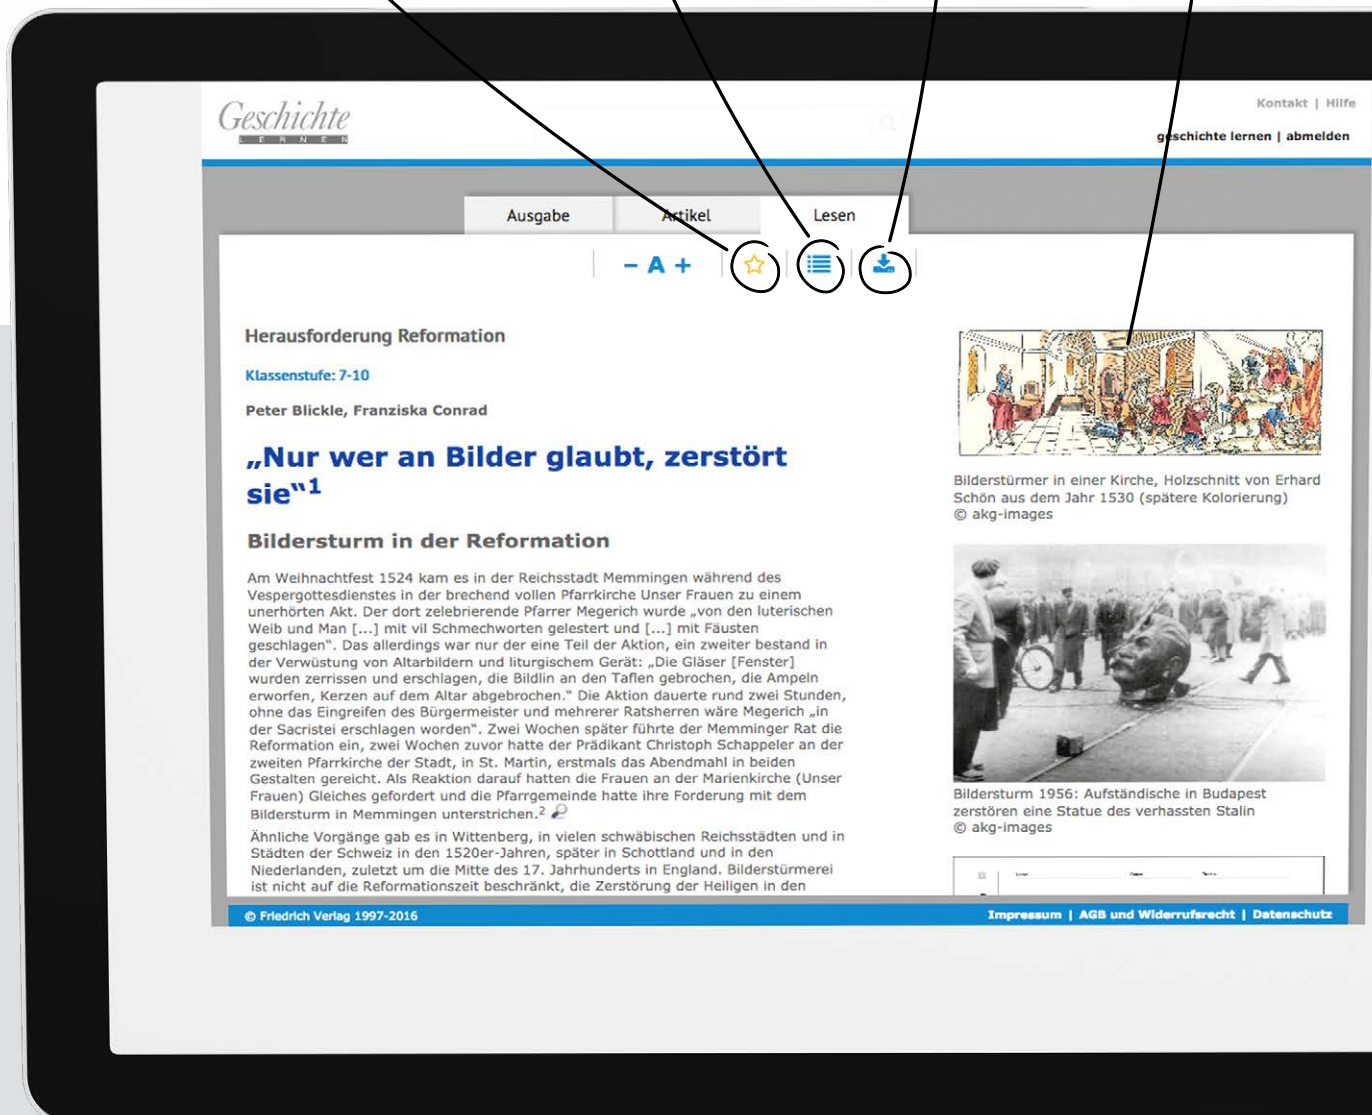 Geschichte
LERNEN
Kontakt | Hilfe
geschichte lernen | abmelden
Ausgabe
Artikel
Lesen
– A +
Herausforderung Reformation
Klassenstufe: 7-10
Peter Blickle, Franziska Conrad
„Nur wer an Bilder glaubt, zerstört
sie“1
Bildersturm in der Reformation
Am Weihnachtfest 1524 kam es in der Reichsstadt Memmingen während des
Vespergottesdienstes in der brechend vollen Pfarrkirche Unser Frauen zu einem
unerhörten Akt. Der dort zelebrierende Pfarrer Megerich wurde „von den luterischen
Weib und Man [...] mit vil Schmechworten gelestert und [...] mit Fäusten
geschlagen“. Das allerdings war nur der eine Teil der Aktion, ein zweiter bestand in
der Verwüstung von Altarbildern und liturgischem Gerät: „Die Gläser [Fenster]
wurden zerrissen und erschlagen, die Bildlin an den Taflen gebrochen, die Ampeln
erworfen, Kerzen auf dem Altar abgebrochen.“ Die Aktion dauerte rund zwei Stunden,
ohne das Eingreifen des Bürgermeister und mehrerer Ratsherren wäre Megerich „in
der Sacristei erschlagen worden“. Zwei Wochen später führte der Memminger Rat die
Reformation ein, zwei Wochen zuvor hatte der Prädikant Christoph Schappeler an der
zweiten Pfarrkirche der Stadt, in St. Martin, erstmals das Abendmahl in beiden
Gestalten gereicht. Als Reaktion darauf hatten die Frauen an der Marienkirche (Unser
Frauen) Gleiches gefordert und die Pfarrgemeinde hatte ihre Forderung mit dem
Bildersturm in Memmingen unterstrichen.2
Ähnliche Vorgänge gab es in Wittenberg, in vielen schwäbischen Reichsstädten und in
Städten der Schweiz in den 1520er-Jahren, später in Schottland und in den
Niederlanden, zuletzt um die Mitte des 17. Jahrhunderts in England. Bilderstürmerei
ist nicht auf die Reformationszeit beschränkt, die Zerstörung der Heiligen in den
Bilderstürmer in einer Kirche, Holzschnitt von Erhard
Schön aus dem Jahr 1530 (spätere Kolorierung)
© akg-images
Bildersturm 1956: Aufständische in Budapest
zerstören eine Statue des verhassten Stalin
© akg-images
© Friedrich Verlag 1997-2016
Impressum | AGB und Widerrufsrecht | Datenschutz